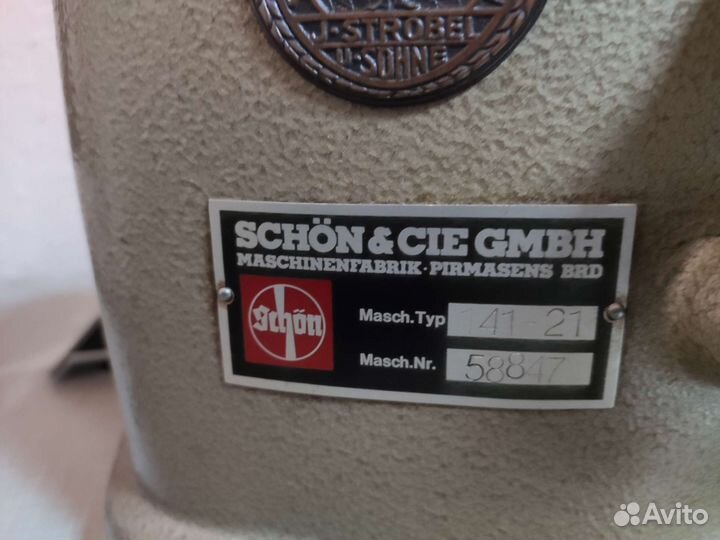 J·STROBEL
U·SÖHNE
SCHÖN & CIE GMBH
MASCHINENFABRIK·PIRMASENS BRD
Schön
Masch.Typ 141-21
Masch.Nr. 58847
Avito